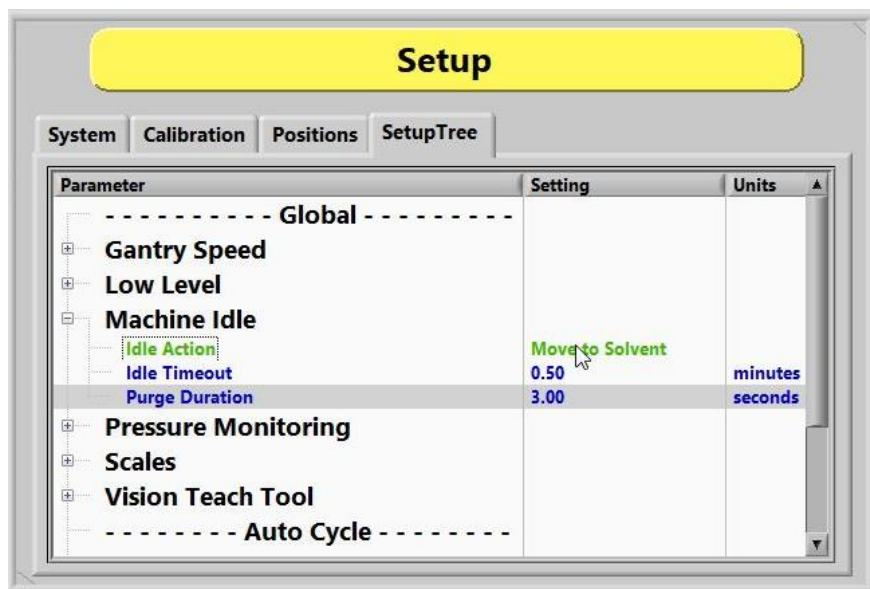 Setup
System Calibration Positions SetupTree
Parameter Setting Units
- - - - - - - - - - Global - - - - - - - - -
Gantry Speed
Low Level
Machine Idle
Idle Action Move to Solvent
Idle Timeout 0.50 minutes
Purge Duration 3.00 seconds
Pressure Monitoring
Scales
Vision Teach Tool
- - - - - - - - Auto Cycle - - - - - - - -